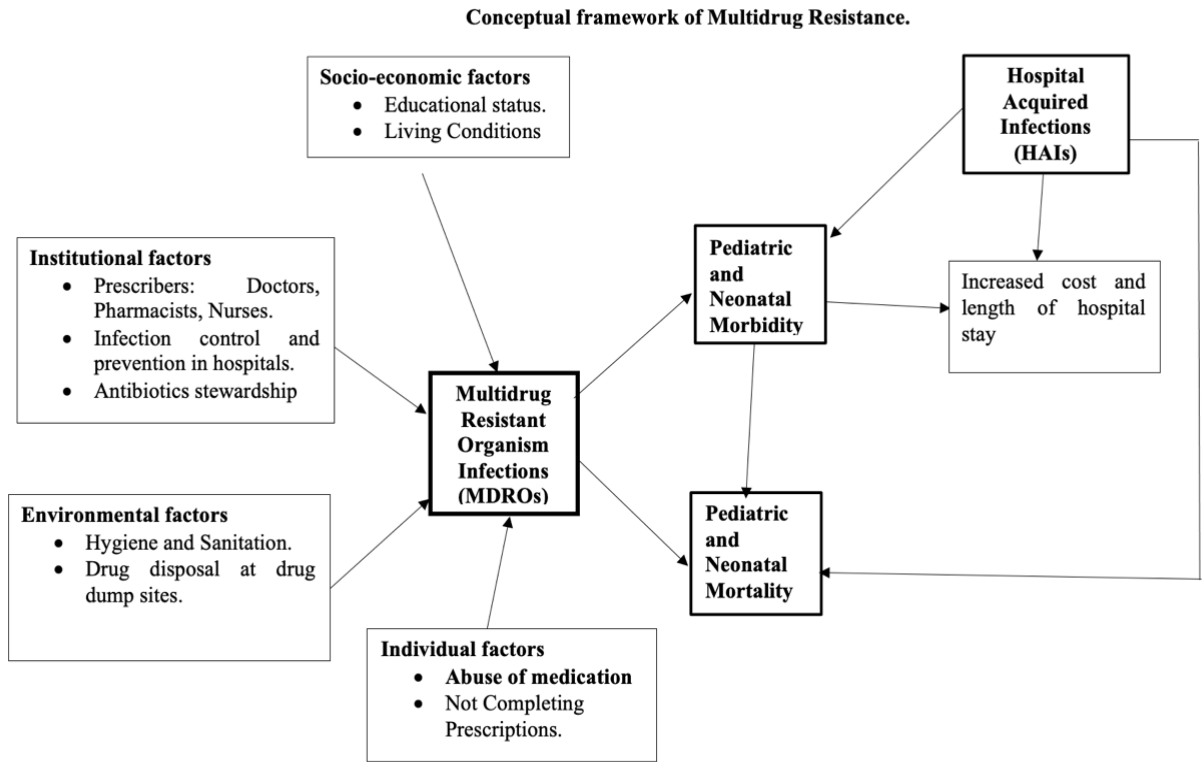 Conceptual framework of Multidrug Resistance.
Socio-economic factors
• Educational status.
• Living Conditions
Hospital
Acquired
Infections
(HAIs)
Institutional factors
• Prescribers: Doctors,
Pharmacists, Nurses.
• Infection control and
prevention in hospitals.
• Antibiotics stewardship
Pediatric
and
Neonatal
Morbidity
Increased cost and
length of hospital
stay
Multidrug
Resistant
Organism
Infections
(MDROs)
Environmental factors
• Hygiene and Sanitation.
• Drug disposal at drug
dump sites.
Pediatric
and
Neonatal
Mortality
Individual factors
• Abuse of medication
• Not Completing
Prescriptions.